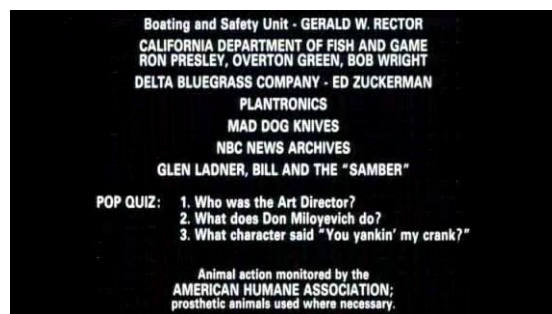 Boating and Safety Unit - GERALD W. RECTOR
CALIFORNIA DEPARTMENT OF FISH AND GAME
RON PRESLEY, OVERTON GREEN, BOB WRIGHT
DELTA BLUEGRASS COMPANY - ED ZUCKERMAN
PLANTRONICS
MAD DOG KNIVES
NBC NEWS ARCHIVES
GLEN LADNER, BILL AND THE "SAMBER"
POP QUIZ: 1. Who was the Art Director?
2. What does Don Miloyevich do?
3. What character said "You yankin' my crank?"
Animal action monitored by the
AMERICAN HUMANE ASSOCIATION;
prosthetic animals used where necessary.